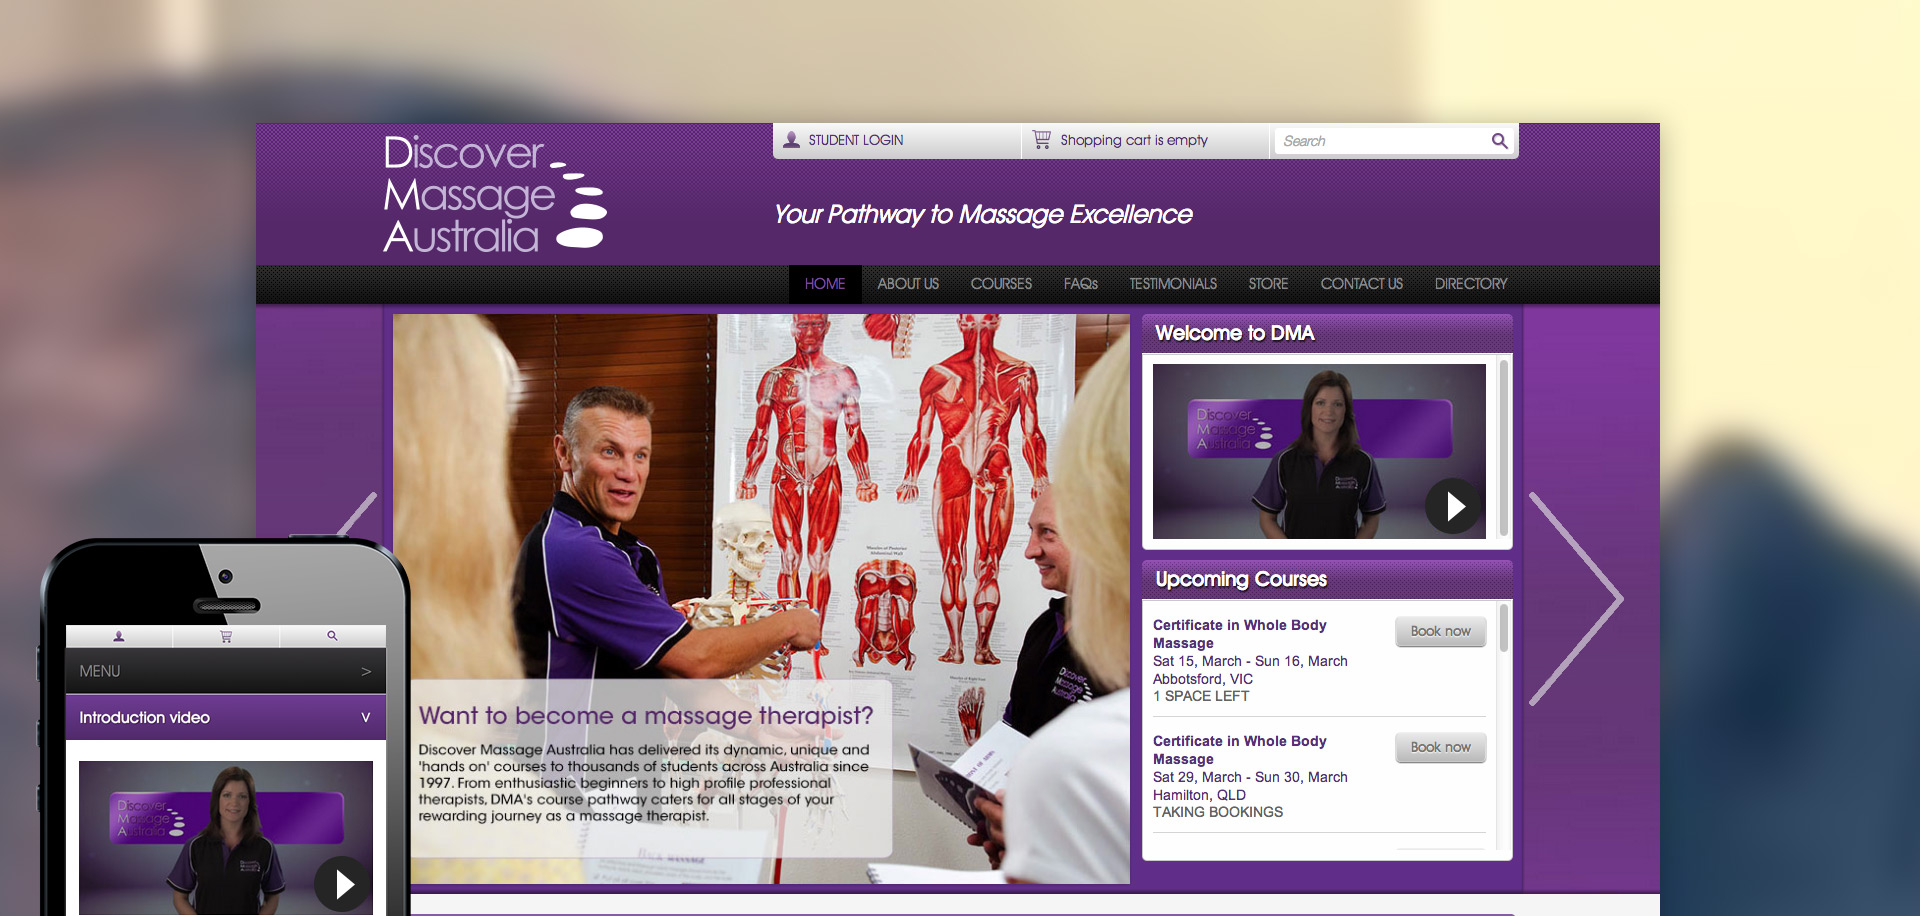 Discover
Massage
Australia
STUDENT LOGIN
Shopping cart is empty
Search
Your Pathway to Massage Excellence
HOME
ABOUT US
COURSES
FAQs
TESTIMONIALS
STORE
CONTACT US
DIRECTORY
Want to become a massage therapist?
Discover Massage Australia has delivered its dynamic, unique and
'hands on' courses to thousands of students across Australia since
1997. From enthusiastic beginners to high profile professional
therapists, DMA's course pathway caters for all stages of your
rewarding journey as a massage therapist.
Welcome to DMA
Discover
Massage
Australia
Upcoming Courses
Certificate in Whole Body
Massage
Sat 15, March - Sun 16, March
Abbotsford, VIC
1 SPACE LEFT
Book now
Certificate in Whole Body
Massage
Sat 29, March - Sun 30, March
Hamilton, QLD
TAKING BOOKINGS
Book now
MENU >
Introduction video V
Discover
Massage
Australia